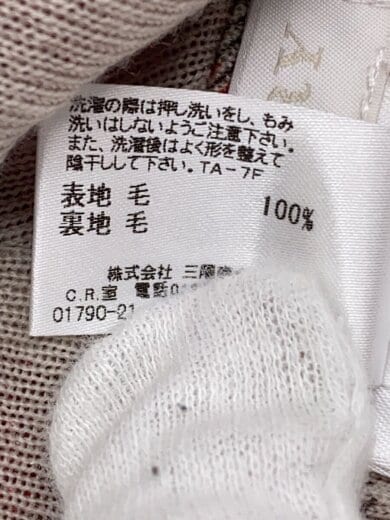 洗濯の際は押し洗いをし、もみ
洗いはしないようご注意下さい。
また、洗濯後はよく形を整えて
陰干しして下さい。TA-7F
表地 毛 100%
裏地 毛
株式会社 三陽
C.R.室 電話
01790-21